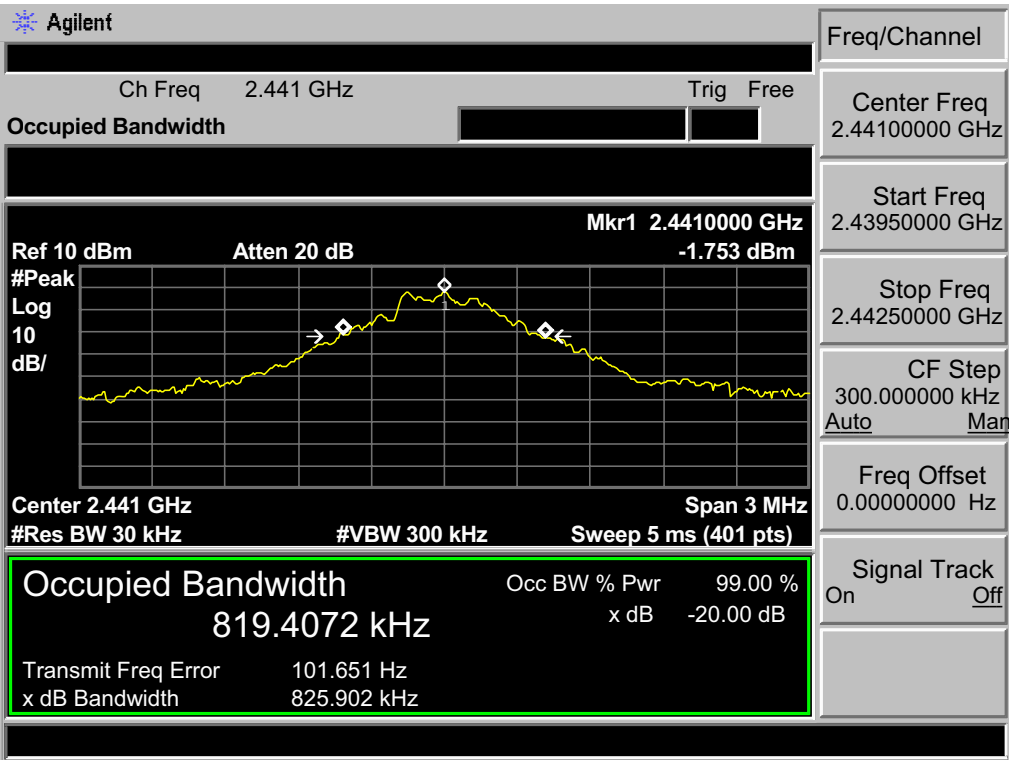 Agilent
Freq/Channel
Ch Freq 2.441 GHz Trig Free
Occupied Bandwidth
Center Freq
2.44100000 GHz
Start Freq
2.43950000 GHz
Stop Freq
2.44250000 GHz
CF Step
300.000000 kHz
Auto Man
Freq Offset
0.00000000 Hz
Signal Track
On Off
Mkr1 2.4410000 GHz
Ref 10 dBm Atten 20 dB -1.753 dBm
#Peak
Log
10
dB/
1
Center 2.441 GHz Span 3 MHz
#Res BW 30 kHz #VBW 300 kHz Sweep 5 ms (401 pts)
Occupied Bandwidth Occ BW % Pwr 99.00 %
819.4072 kHz x dB -20.00 dB
Transmit Freq Error 101.651 Hz
x dB Bandwidth 825.902 kHz